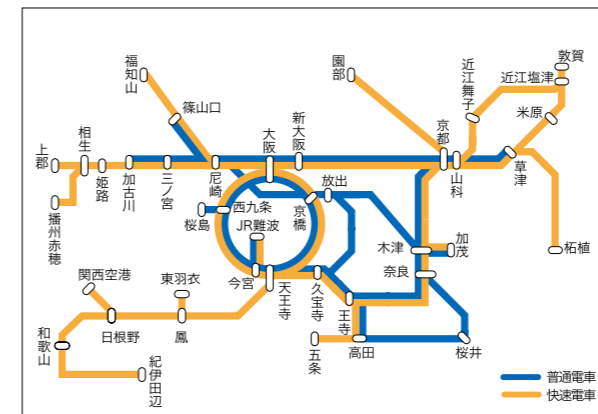 敦賀
福知山
園部
近江塩津
近江舞子
米原
篠山口
新大阪
大阪
京都
山科
草津
相生
上郡
姫路
加古川
三ノ宮
尼崎
放出
京橋
西九条
桜島
JR難波
播州赤穂
木津
加茂
柘植
奈良
関西空港
東羽衣
今宮
天王寺
久宝寺
王寺
和歌山
日根野
鳳
五条
高田
桜井
紀伊田辺
普通電車
快速電車